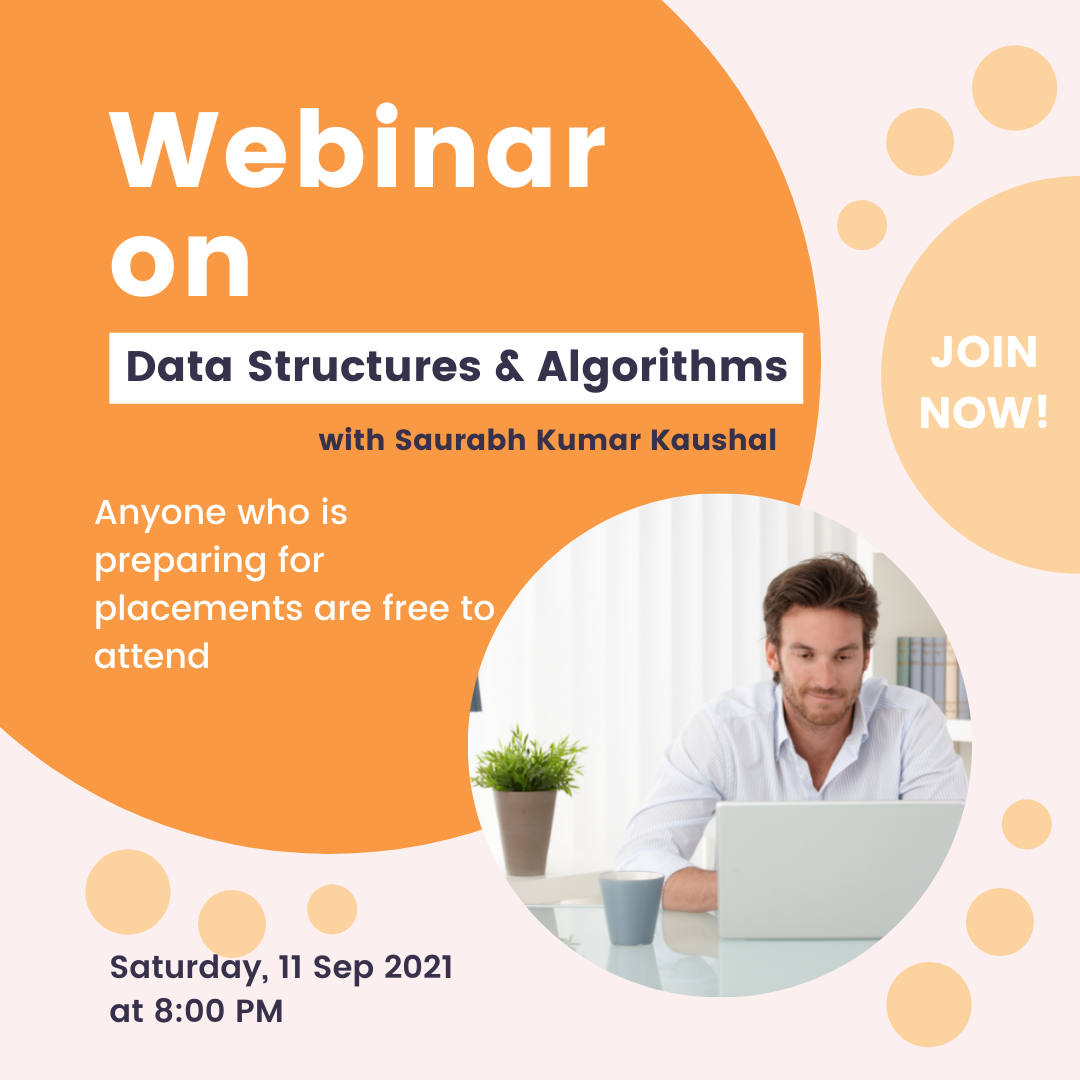 Webinar
on
Data Structures & Algorithms
with Saurabh Kumar Kaushal
JOIN
NOW!
Anyone who is
preparing for
placements are free to
attend
Saturday, 11 Sep 2021
at 8:00 PM